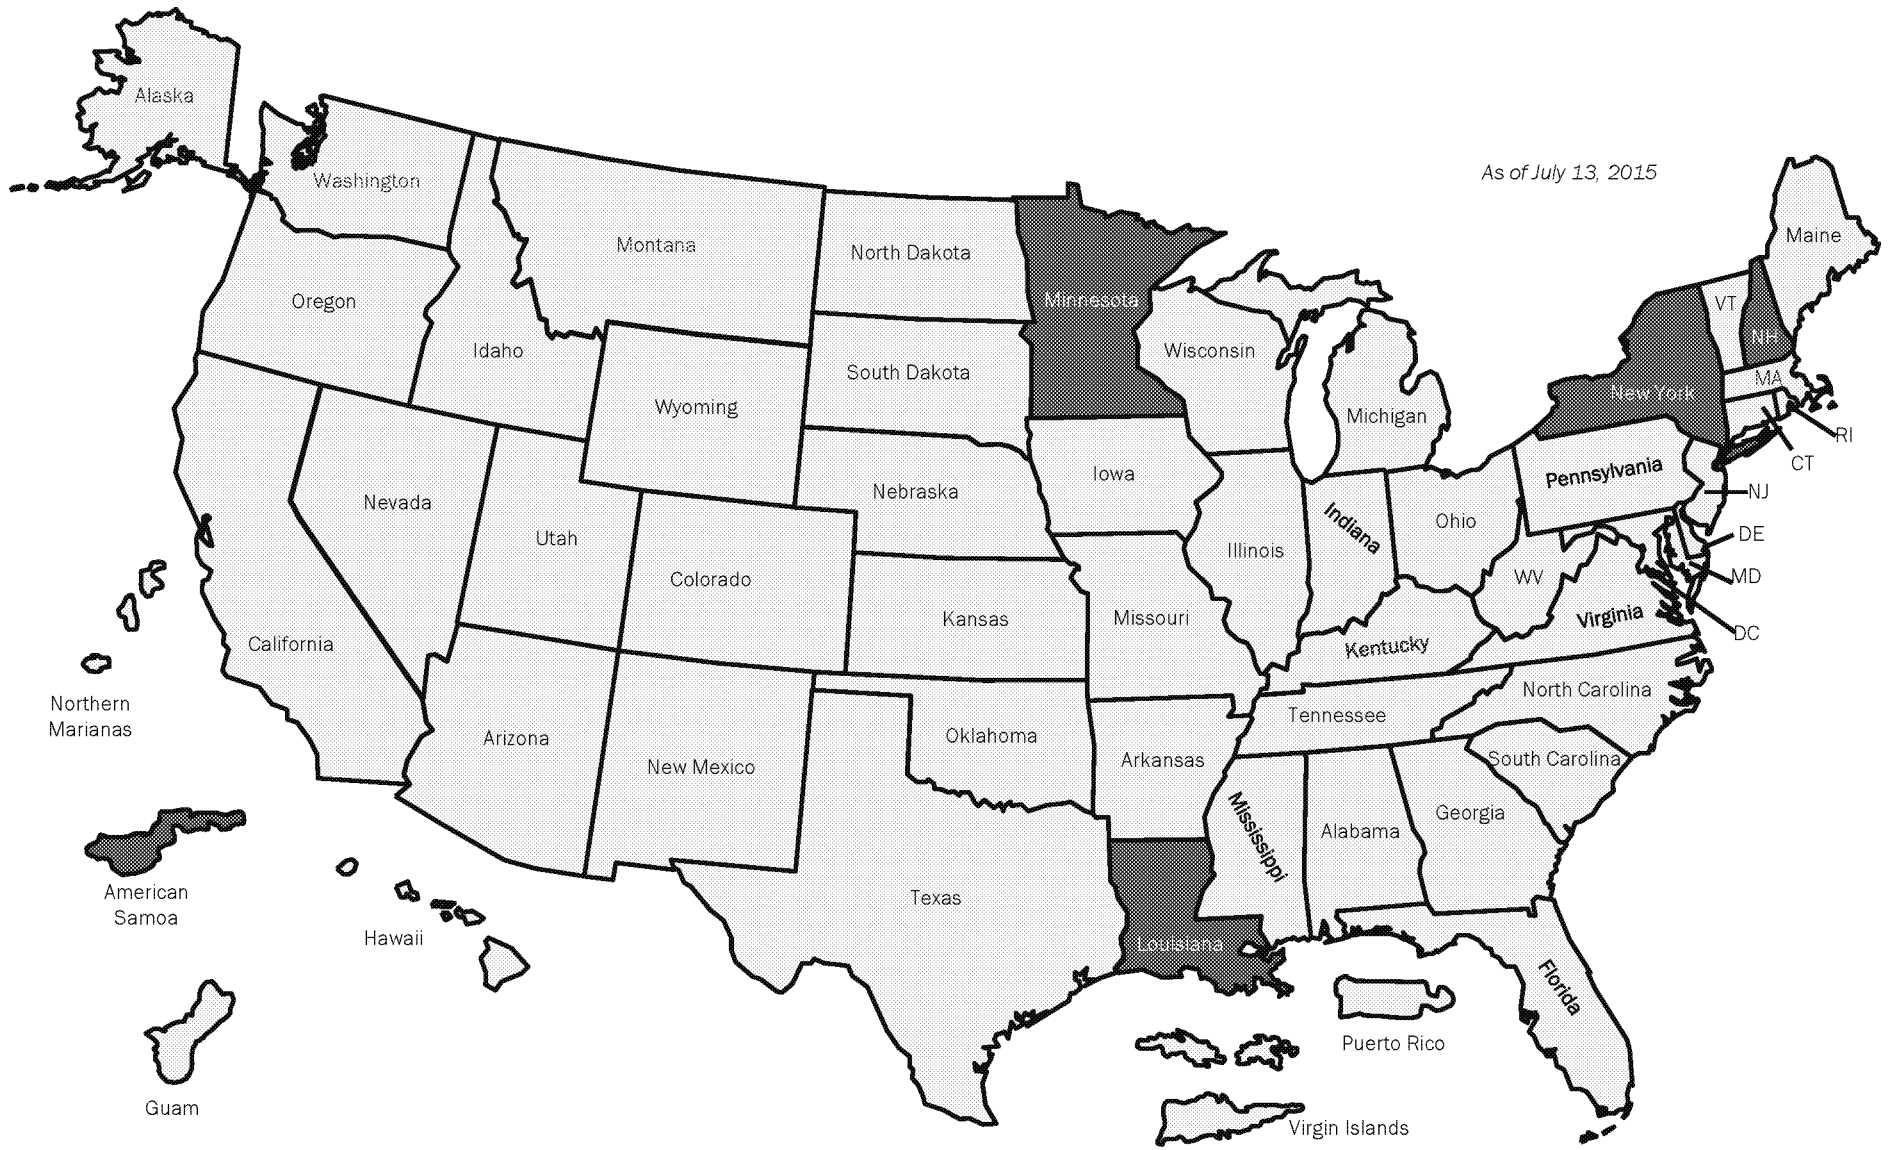 Alaska
Washington
As of July 13, 2015
Maine
Montana
North Dakota
Oregon
Minnesota
VT
NH
Idaho
Wisconsin
South Dakota
MA
New York
Wyoming
Michigan
RI
CT
Iowa
Pennsylvania
Nebraska
NJ
Nevada
Indiana
Ohio
DE
Utah
Illinois
Colorado
WV
MD
Kansas
Missouri
Virginia
DC
California
Kentucky
Northern
Marianas
North Carolina
Tennessee
Arizona
Oklahoma
New Mexico
Arkansas
South Carolina
Mississippi
Alabama
Georgia
American
Samoa
Texas
Hawaii
Louisiana
Florida
Puerto Rico
Guam
Virgin Islands